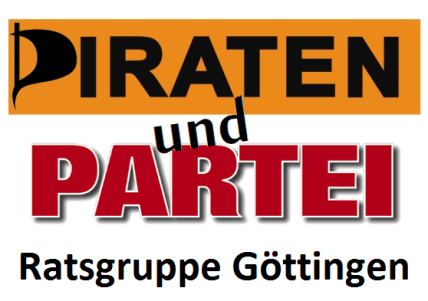 PIRATEN
und
PARTEI
Ratsgruppe Göttingen